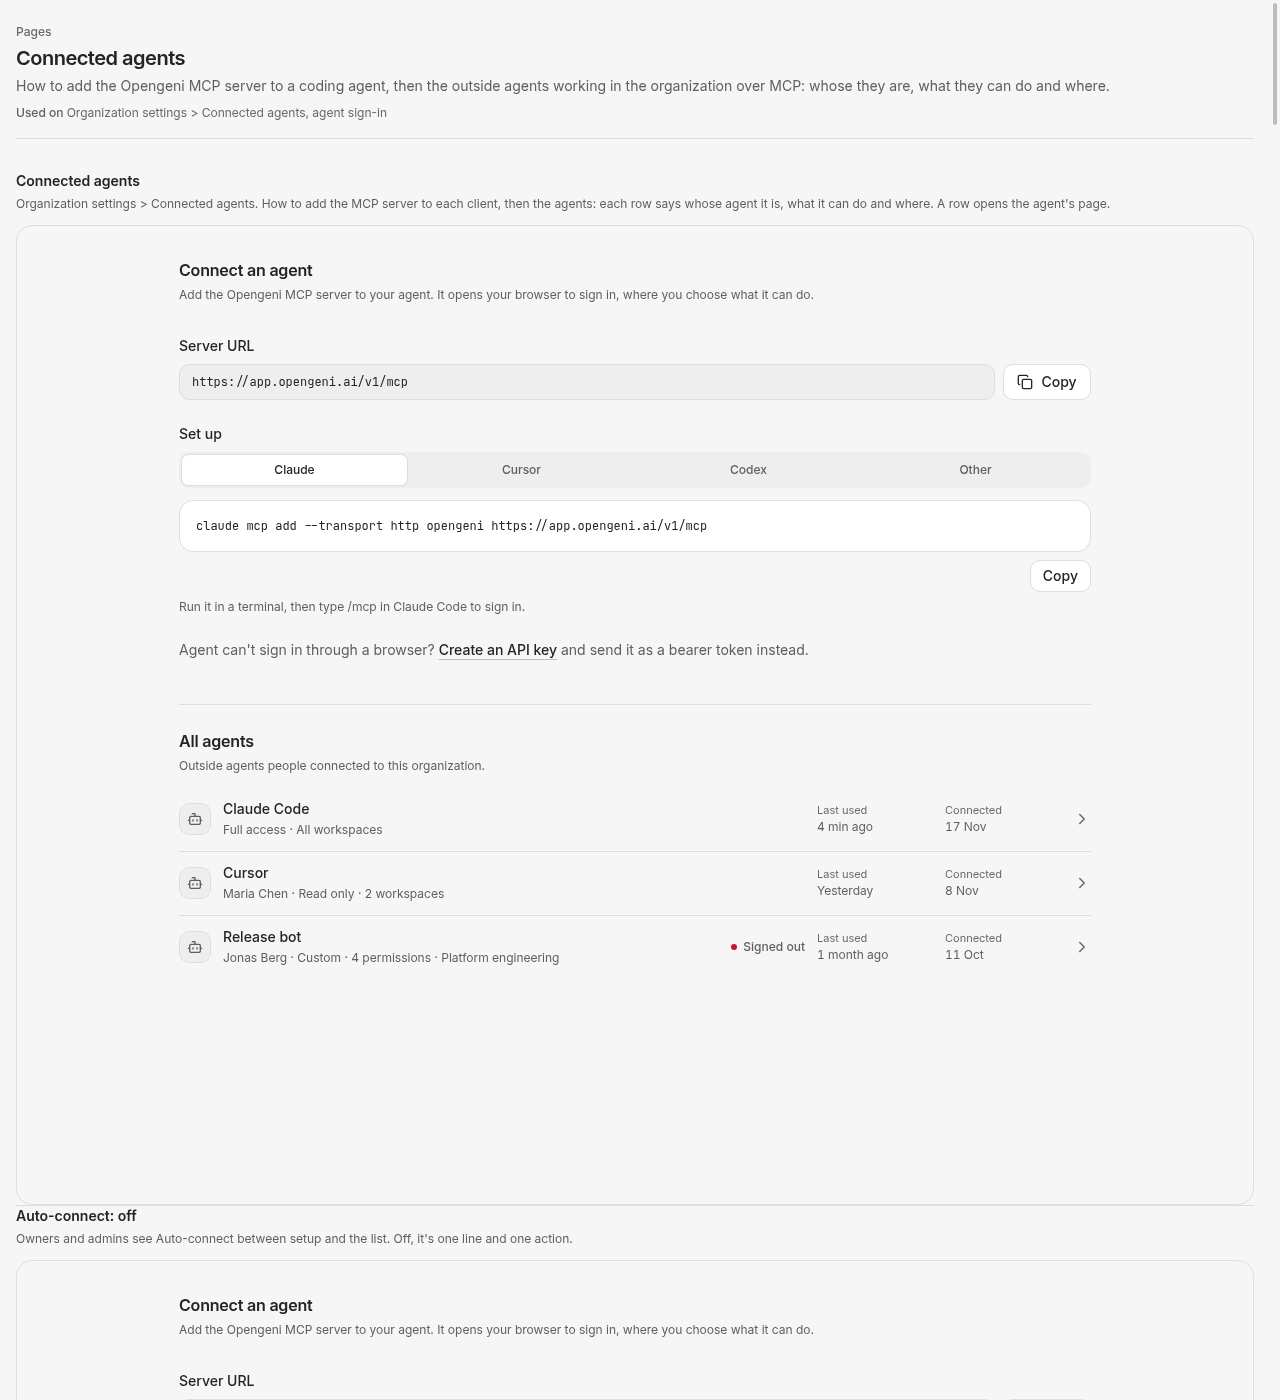 Pages
Connected agents
How to add the Opengeni MCP server to a coding agent, then the outside agents working in the organization over MCP: whose they are, what they can do and where.
Used on Organization settings > Connected agents, agent sign-in
Connected agents
Organization settings > Connected agents. How to add the MCP server to each client, then the agents: each row says whose agent it is, what it can do and where. A row opens the agent's page.
Connect an agent
Add the Opengeni MCP server to your agent. It opens your browser to sign in, where you choose what it can do.
Server URL
https://app.opengeni.ai/v1/mcp
Copy
Set up
Claude
Cursor
Codex
Other
claude mcp add --transport http opengeni https://app.opengeni.ai/v1/mcp
Copy
Run it in a terminal, then type /mcp in Claude Code to sign in.
Agent can't sign in through a browser? Create an API key and send it as a bearer token instead.
All agents
Outside agents people connected to this organization.
Claude Code
Full access · All workspaces
Last used
4 min ago
Connected
17 Nov
Cursor
Maria Chen · Read only · 2 workspaces
Last used
Yesterday
Connected
8 Nov
Release bot
Jonas Berg · Custom · 4 permissions · Platform engineering
Signed out
Last used
1 month ago
Connected
11 Oct
Auto-connect: off
Owners and admins see Auto-connect between setup and the list. Off, it's one line and one action.
Connect an agent
Add the Opengeni MCP server to your agent. It opens your browser to sign in, where you choose what it can do.
Server URL